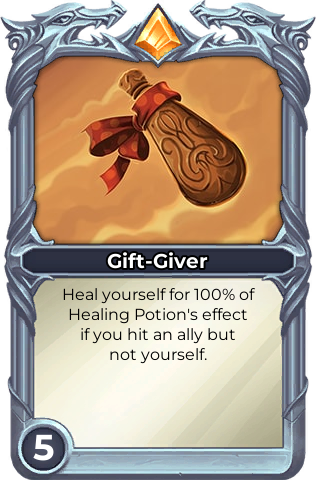 Gift-Giver
Heal yourself for 100% of
Healing Potion's effect
if you hit an ally but
not yourself.
5